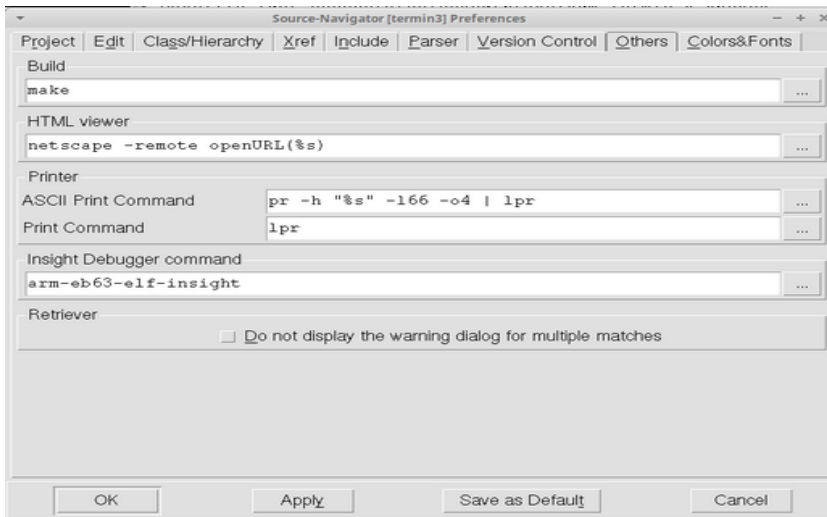 Source-Navigator [termin3] Preferences
Project Edit Class/Hierarchy Xref Include Parser Version Control Others Colors&Fonts
Build
make ...
HTML viewer
netscape -remote openURL(%s) ...
Printer
ASCII Print Command pr -h "%s" -l66 -o4 | lpr ...
Print Command lpr ...
Insight Debugger command
arm-eb63-elf-insight ...
Retriever
Do not display the warning dialog for multiple matches
OK Apply Save as Default Cancel